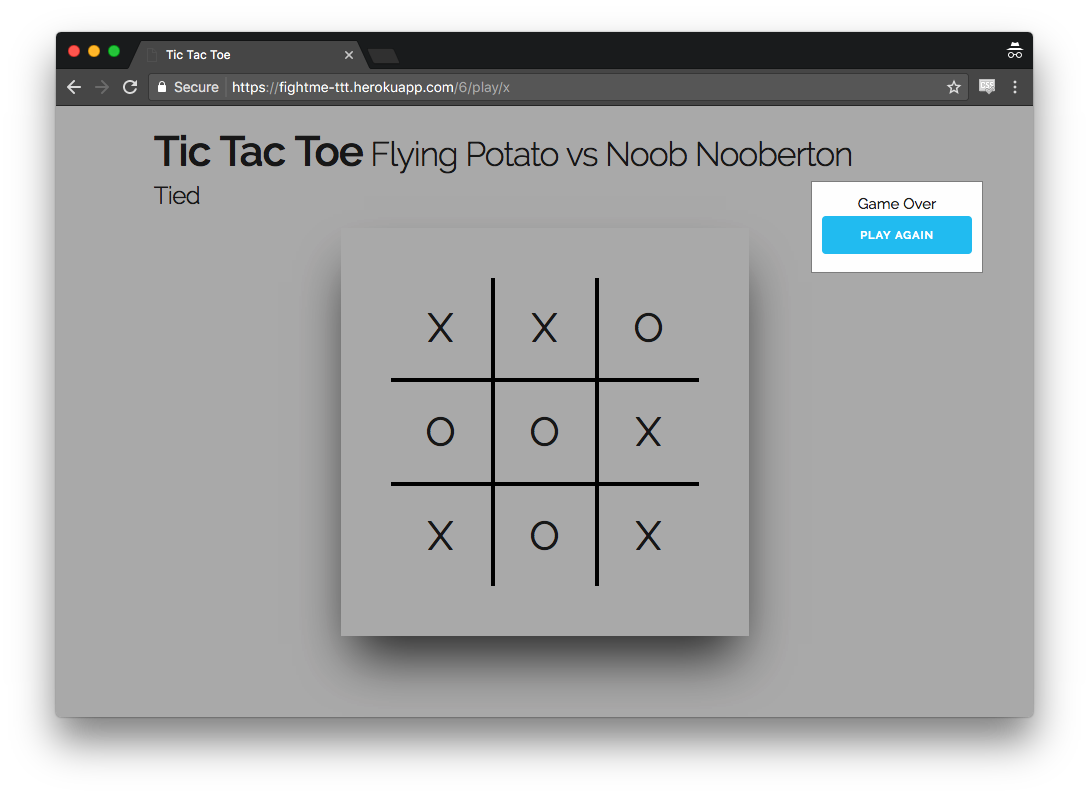 Tic Tac Toe
Secure https://fightme-ttt.herokuapp.com/6/play/x
Tic Tac Toe Flying Potato vs Noob Nooberton
Tied
Game Over
PLAY AGAIN
X X O
O O X
X O X